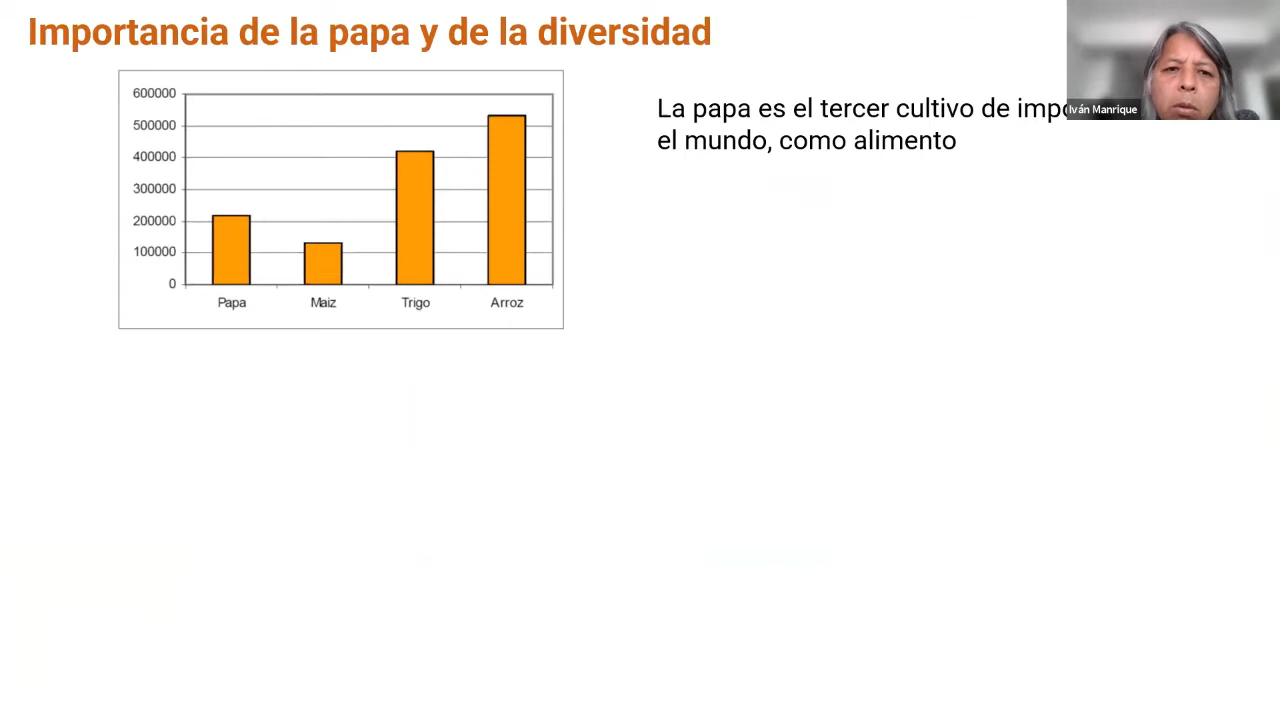 Importancia de la papa y de la diversidad
600000
500000
400000
300000
200000
100000
0
Papa Maiz Trigo Arroz
La papa es el tercer cultivo de
el mundo, como alimento
Iván Manrique